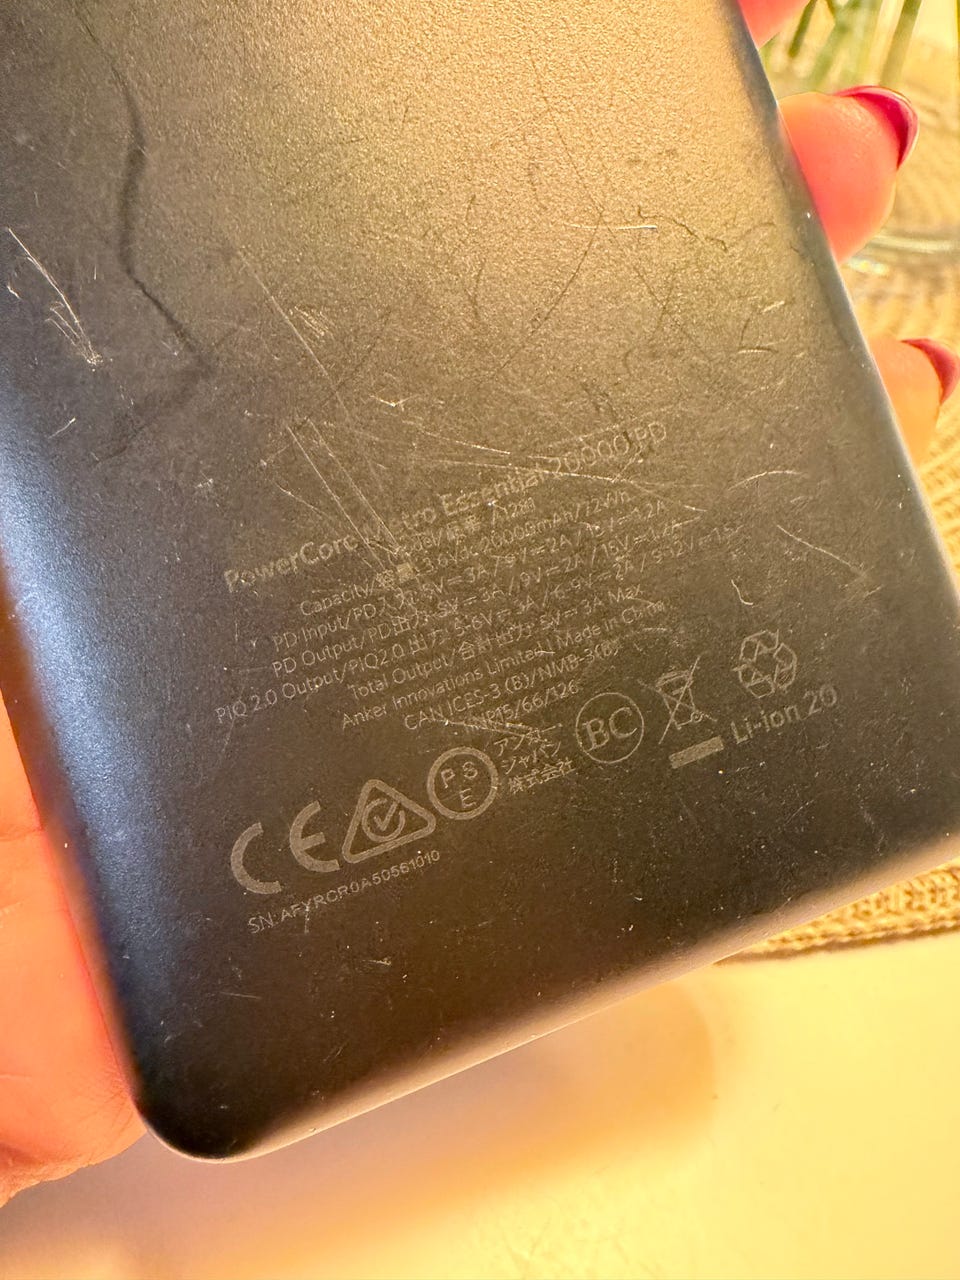 PowerCore Metro Essential 20000 PD
Capacity/容量: 3.6Vdc 20000mAh/72Wh
PD Input/PD入力: 5V⎓3A / 9V⎓2A / 15V⎓1.2A
PD Output/PD出力: 5V⎓3A / 9V⎓2A / 15V⎓1.2A
PIQ 2.0 Output/PIQ2.0 出力: 5-6V⎓3A / 6-9V⎓2A / 9-12V⎓1.5A
Total Output/合計出力: 5V⎓3A Max
Anker Innovations Limited Made in China
CAN ICES-3 (B)/NMB-3(B)
INP15/66/126
アンカー
ジャパン
株式会社
PS
E
BC
Li-ion 20
CE
SN:AFYRCR0A50561010